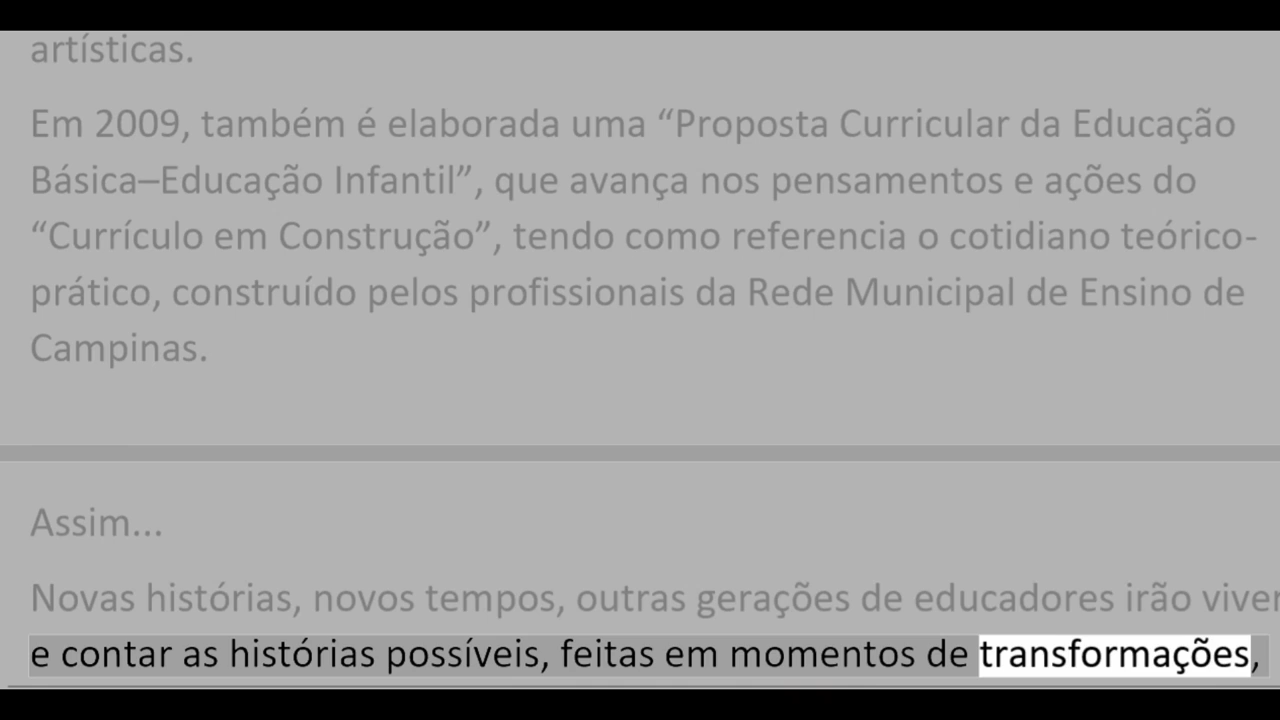 artísticas.
Em 2009, também é elaborada uma “Proposta Curricular da Educação
Básica–Educação Infantil”, que avança nos pensamentos e ações do
“Currículo em Construção”, tendo como referencia o cotidiano teórico-
prático, construído pelos profissionais da Rede Municipal de Ensino de
Campinas.
Assim...
Novas histórias, novos tempos, outras gerações de educadores irão viver
e contar as histórias possíveis, feitas em momentos de transformações,